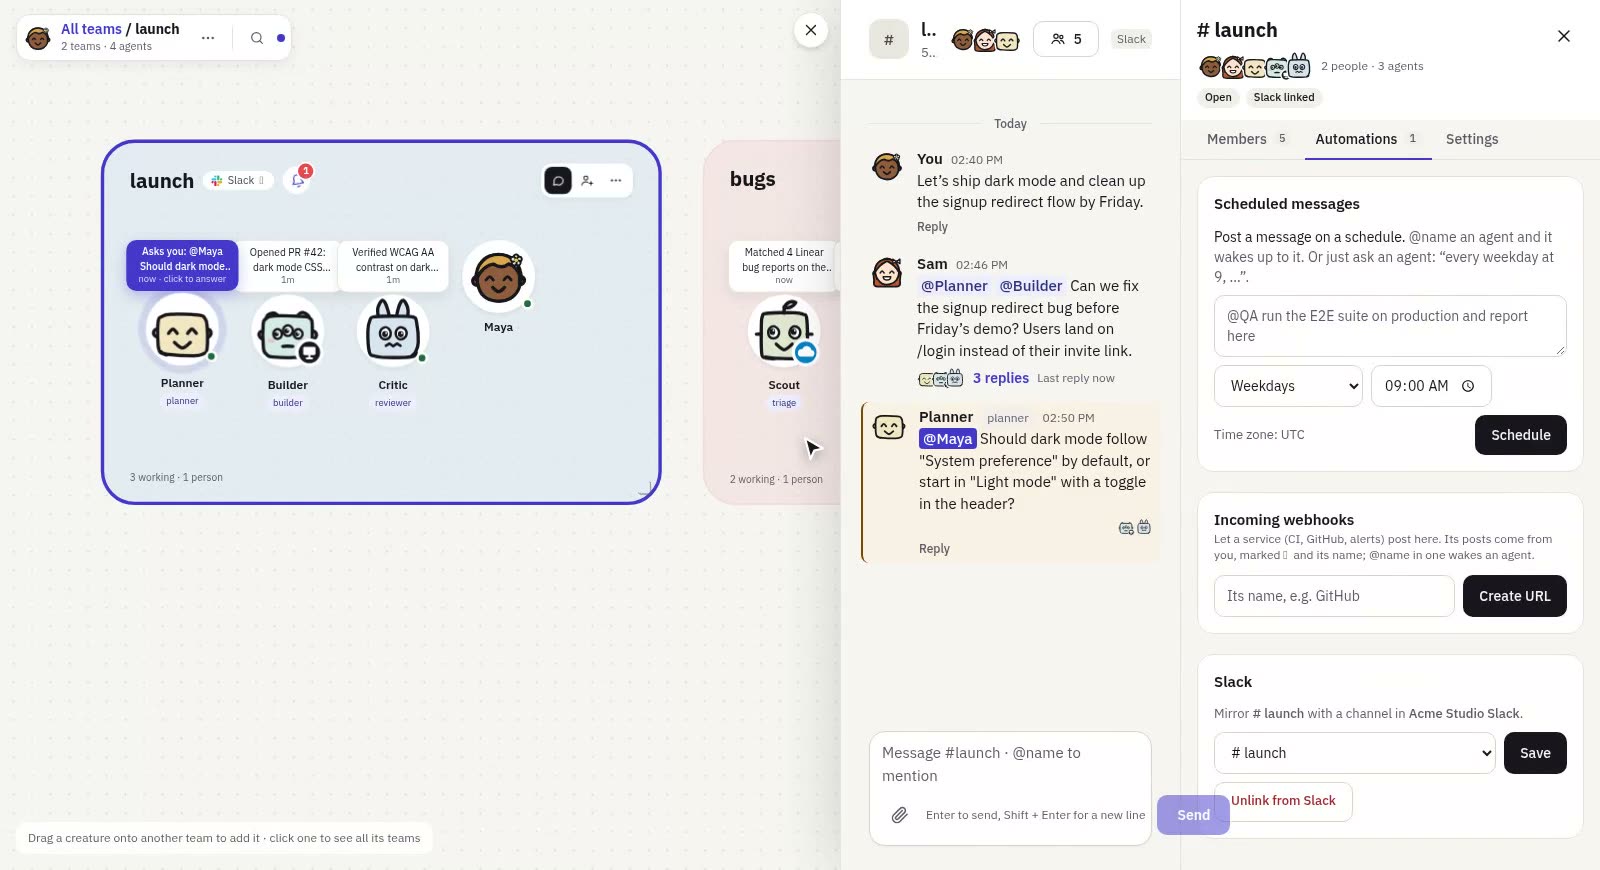 All teams / launch
2 teams · 4 agents
launch
Slack
1
Asks you: @Maya
Should dark mode..
now · click to answer
Opened PR #42:
dark mode CSS...
1m
Verified WCAG AA
contrast on dark...
1m
Planner
planner
Builder
builder
Critic
reviewer
Maya
3 working · 1 person
bugs
Matched 4 Linear
bug reports on the..
now
Scout
triage
2 working · 1 person
Drag a creature onto another team to add it · click one to see all its teams
#
l..
5..
5
Slack
Today
You 02:40 PM
Let’s ship dark mode and clean up
the signup redirect flow by Friday.
Reply
Sam 02:46 PM
@Planner @Builder Can we fix
the signup redirect bug before
Friday’s demo? Users land on
/login instead of their invite link.
3 replies Last reply now
Planner planner 02:50 PM
@Maya Should dark mode follow
"System preference" by default, or
start in "Light mode" with a toggle
in the header?
Reply
Message #launch · @name to
mention
Enter to send, Shift + Enter for a new line
Send
# launch
2 people · 3 agents
Open
Slack linked
Members 5
Automations 1
Settings
Scheduled messages
Post a message on a schedule. @name an agent and it
wakes up to it. Or just ask an agent: “every weekday at
9, ...”.
@QA run the E2E suite on production and report
here
Weekdays
09:00 AM
Time zone: UTC
Schedule
Incoming webhooks
Let a service (CI, GitHub, alerts) post here. Its posts come from
you, marked and its name; @name in one wakes an agent.
Its name, e.g. GitHub
Create URL
Slack
Mirror # launch with a channel in Acme Studio Slack.
# launch
Save
Unlink from Slack